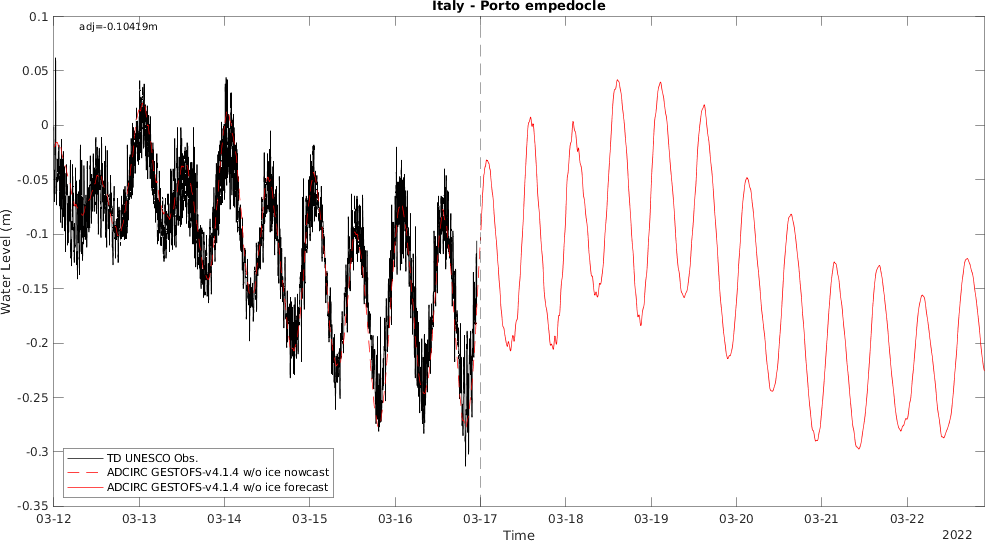 Italy - Porto empedocle
adj=-0.10419m
0.1
0.05
0
-0.05
-0.1
-0.15
-0.2
-0.25
-0.3
-0.35
Water Level (m)
TD UNESCO Obs.
ADCIRC GESTOFS-v4.1.4 w/o ice nowcast
ADCIRC GESTOFS-v4.1.4 w/o ice forecast
03-12 03-13 03-14 03-15 03-16 03-17 03-18 03-19 03-20 03-21 03-22
Time
2022